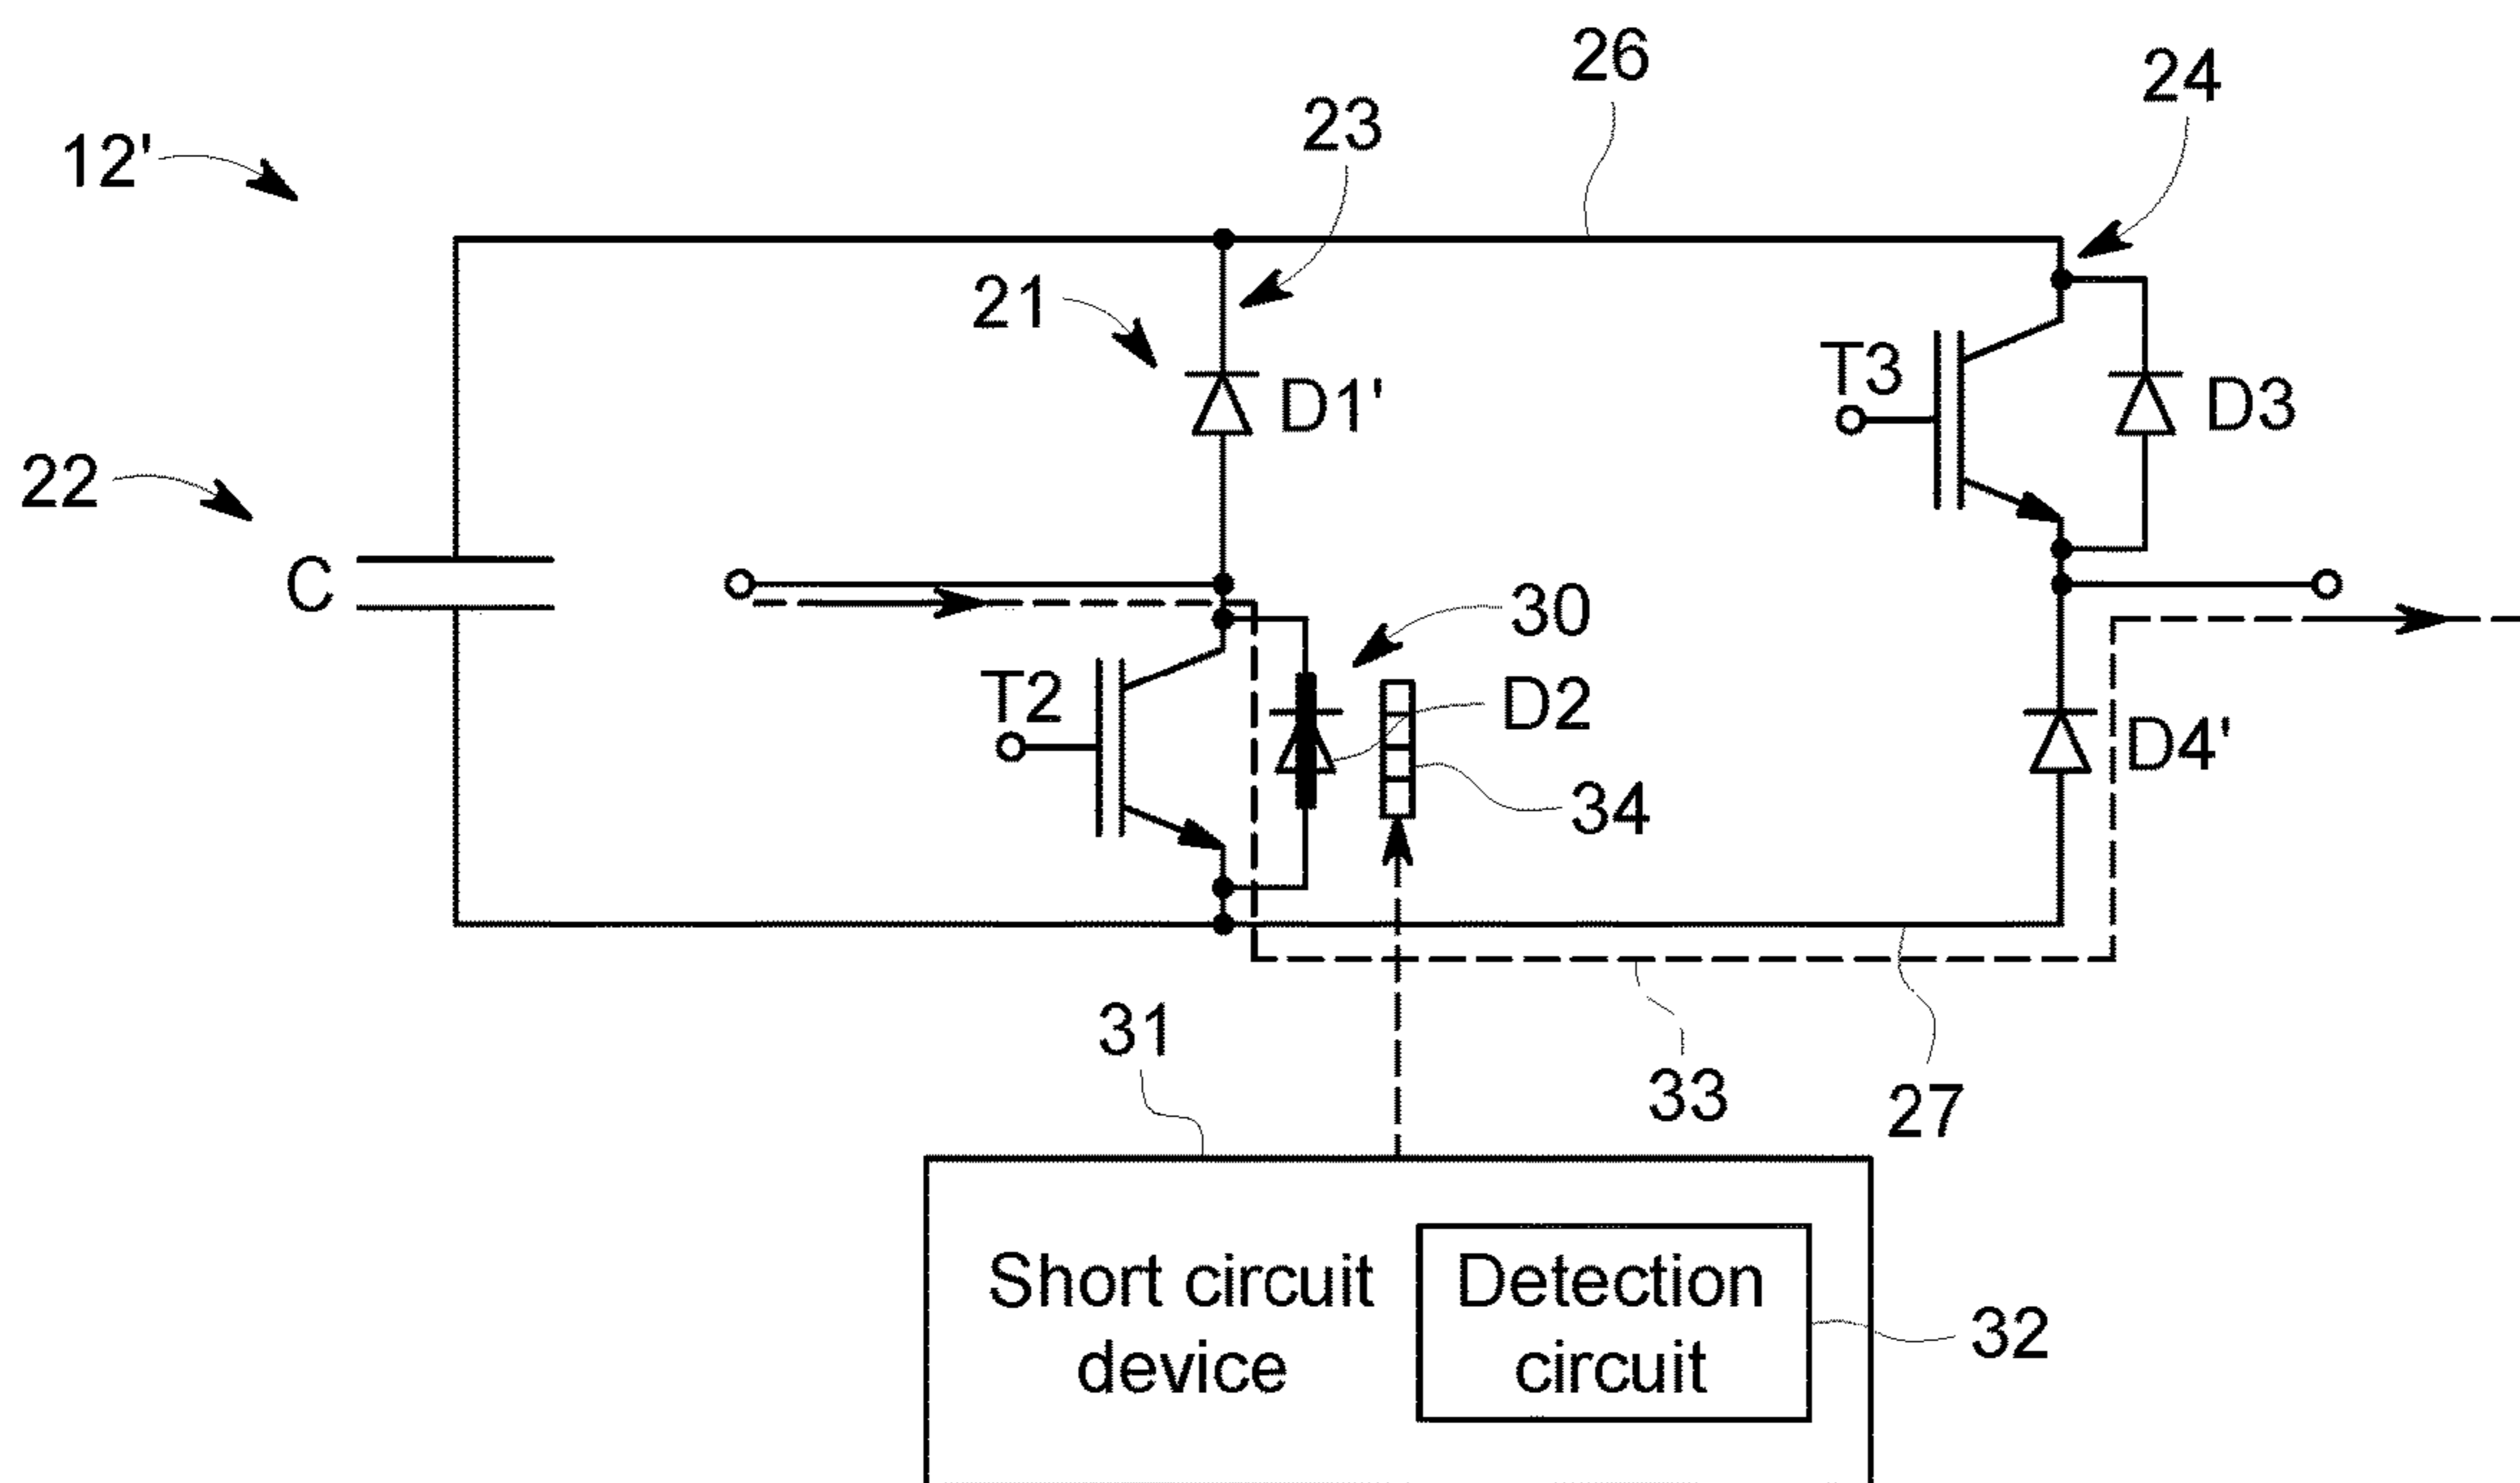 26
24
23
12'
21
D1'
T3
D3
22
C
30
T2
D2
D4'
34
31
33
27
Short circuit
device
Detection
circuit
32